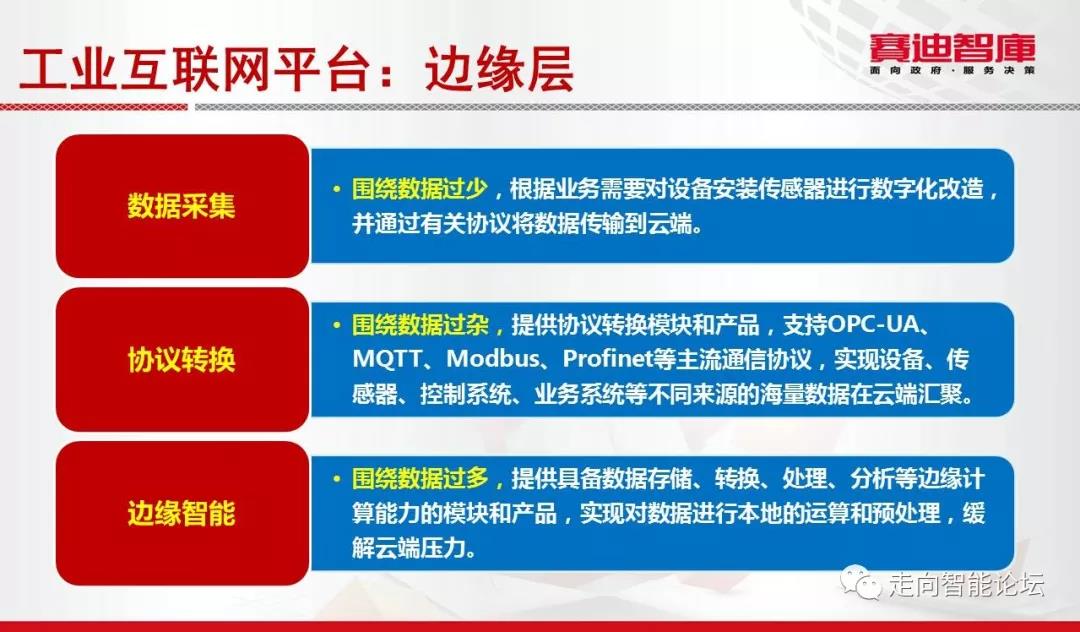 工业互联网平台：边缘层
赛迪智庫
面向政府·服务决策
数据采集
• 围绕数据过少，根据业务需要对设备安装传感器进行数字化改造，
并通过有关协议将数据传输到云端。
协议转换
• 围绕数据过杂，提供协议转换模块和产品，支持OPC-UA、
MQTT、Modbus、Profinet等主流通信协议，实现设备、传
感器、控制系统、业务系统等不同来源的海量数据在云端汇聚。
边缘智能
• 围绕数据过多，提供具备数据存储、转换、处理、分析等边缘计
算能力的模块和产品，实现对数据进行本地的运算和预处理，缓
解云端压力。
走向智能论坛